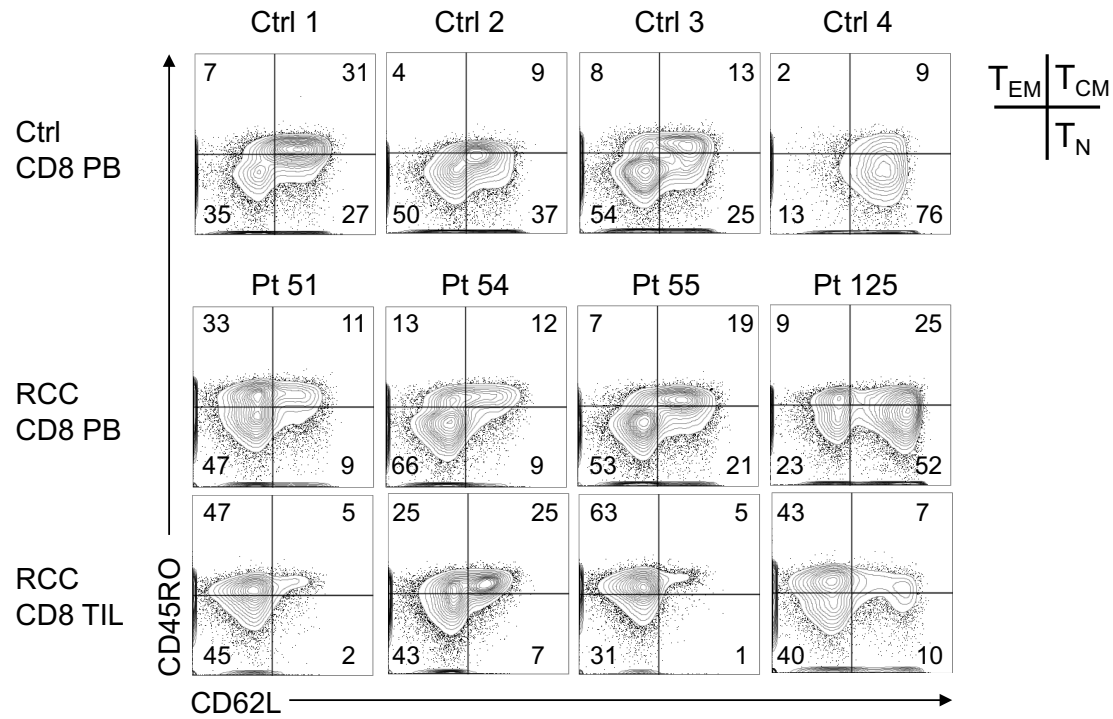 Ctrl 1 Ctrl 2 Ctrl 3 Ctrl 4
7 31 4 9 8 13 2 9
TEM TCM
TN
Ctrl
CD8 PB
35 27 50 37 54 25 13 76
Pt 51 Pt 54 Pt 55 Pt 125
33 11 13 12 7 19 9 25
RCC
CD8 PB
47 9 66 9 53 21 23 52
47 5 25 25 63 5 43 7
RCC
CD8 TIL
45 2 43 7 31 1 40 10
CD45RO
CD62L